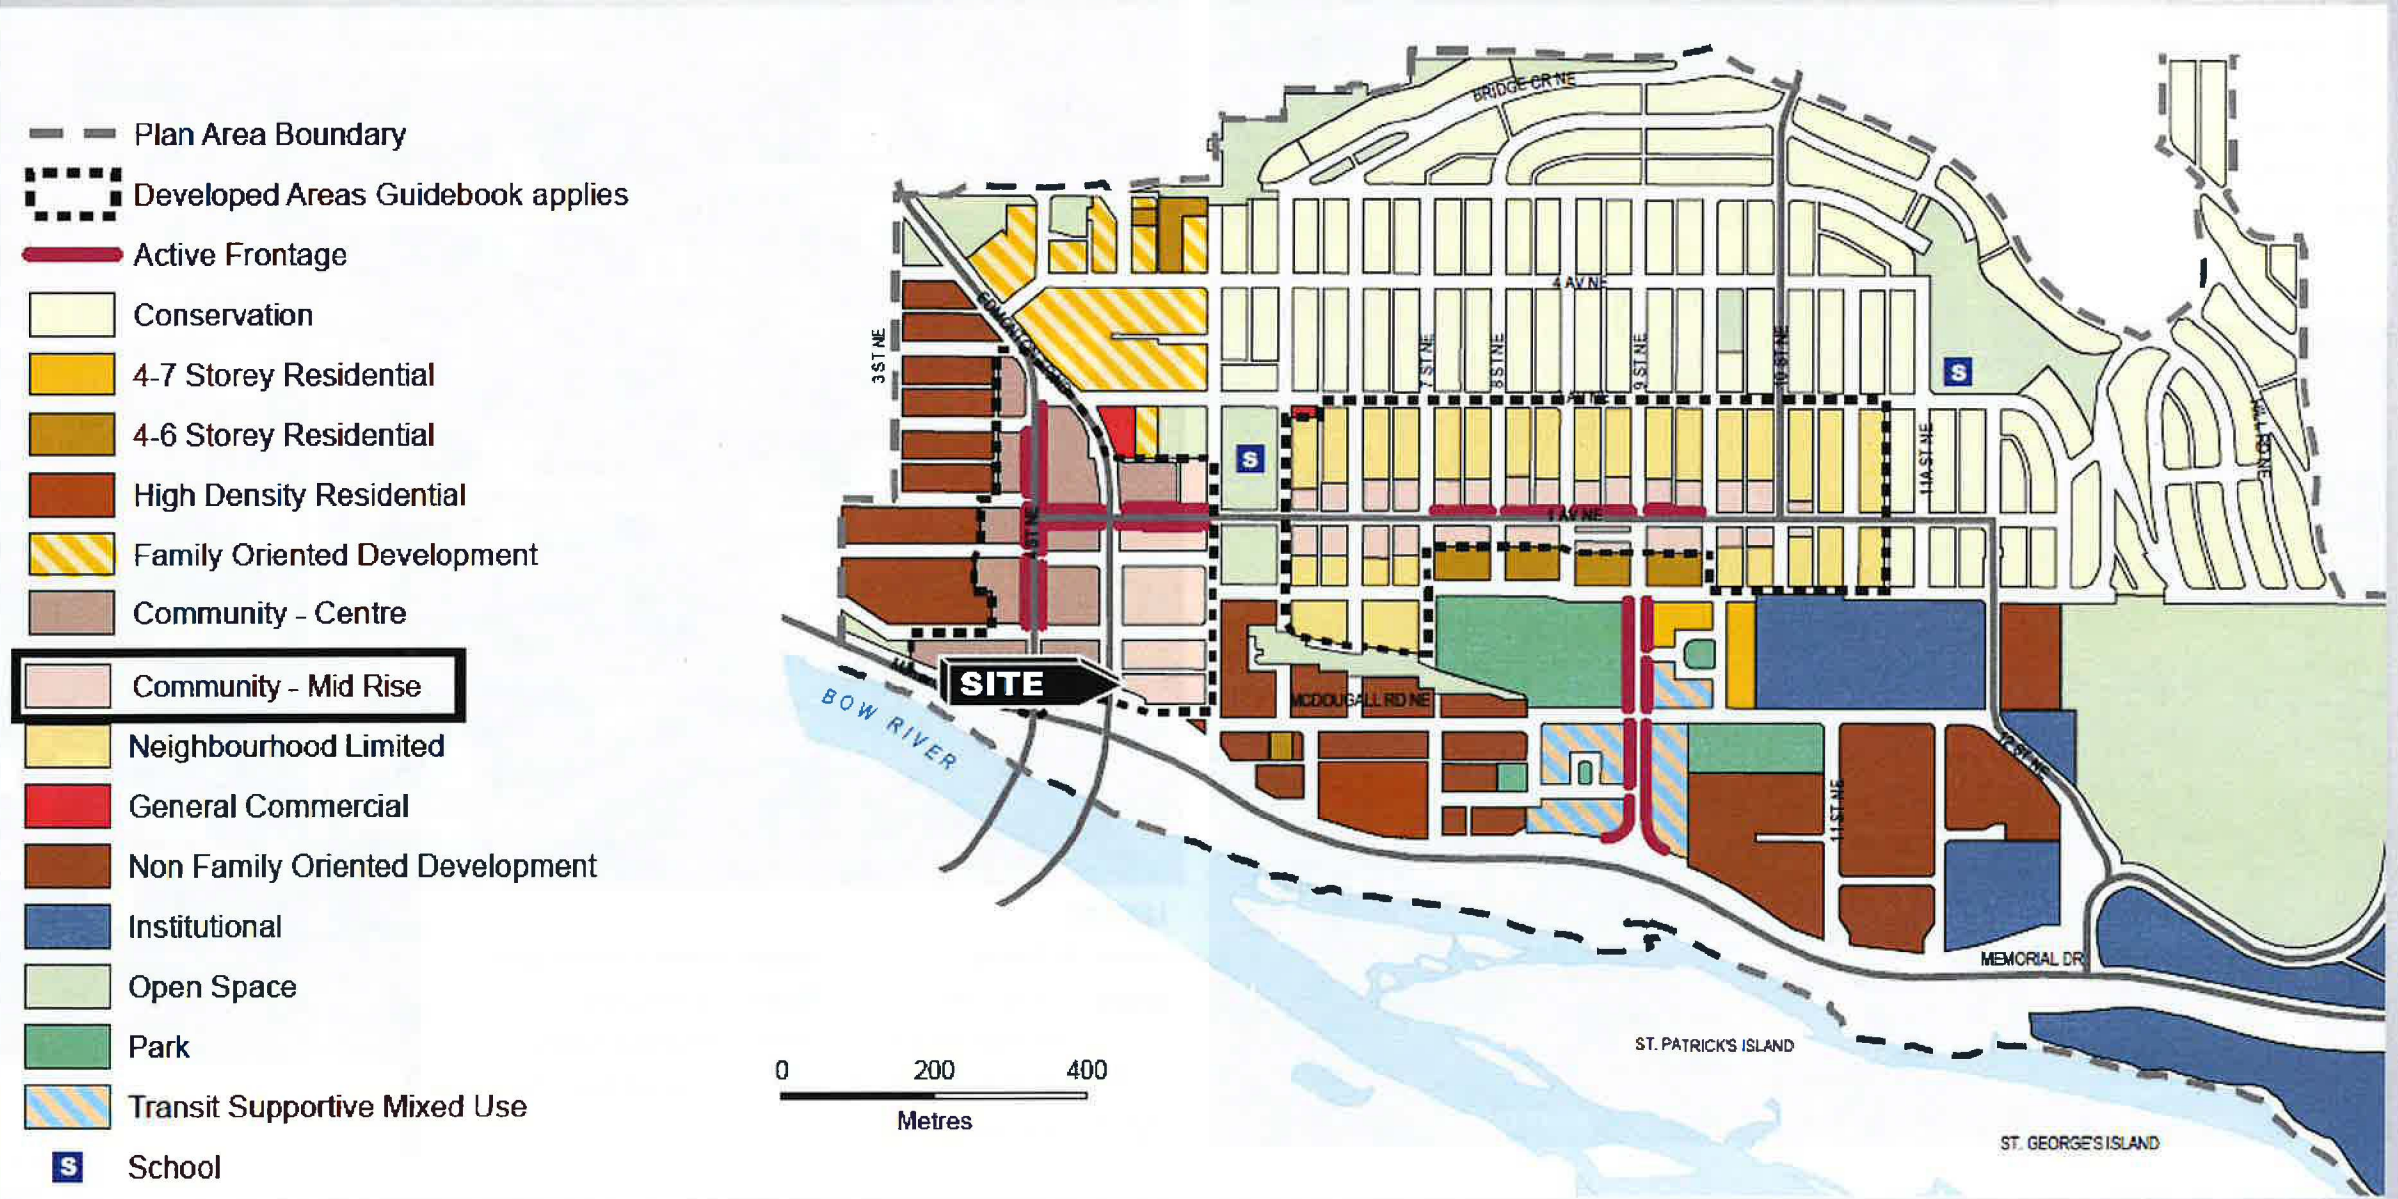 Plan Area Boundary
Developed Areas Guidebook applies
Active Frontage
Conservation
4-7 Storey Residential
4-6 Storey Residential
High Density Residential
Family Oriented Development
Community - Centre
Community - Mid Rise
Neighbourhood Limited
General Commercial
Non Family Oriented Development
Institutional
Open Space
Park
Transit Supportive Mixed Use
S School
BRIDGE CR NE
4 AV NE
3 ST NE
7 ST NE
8 ST NE
9 ST NE
10 ST NE
S
S
11A ST NE
1 AV NE
4 ST NE
SITE
MCDOUGALL RD NE
BOW RIVER
12 ST NE
11 ST NE
MEMORIAL DR
ST. PATRICK'S ISLAND
ST. GEORGE'S ISLAND
0 200 400
Metres